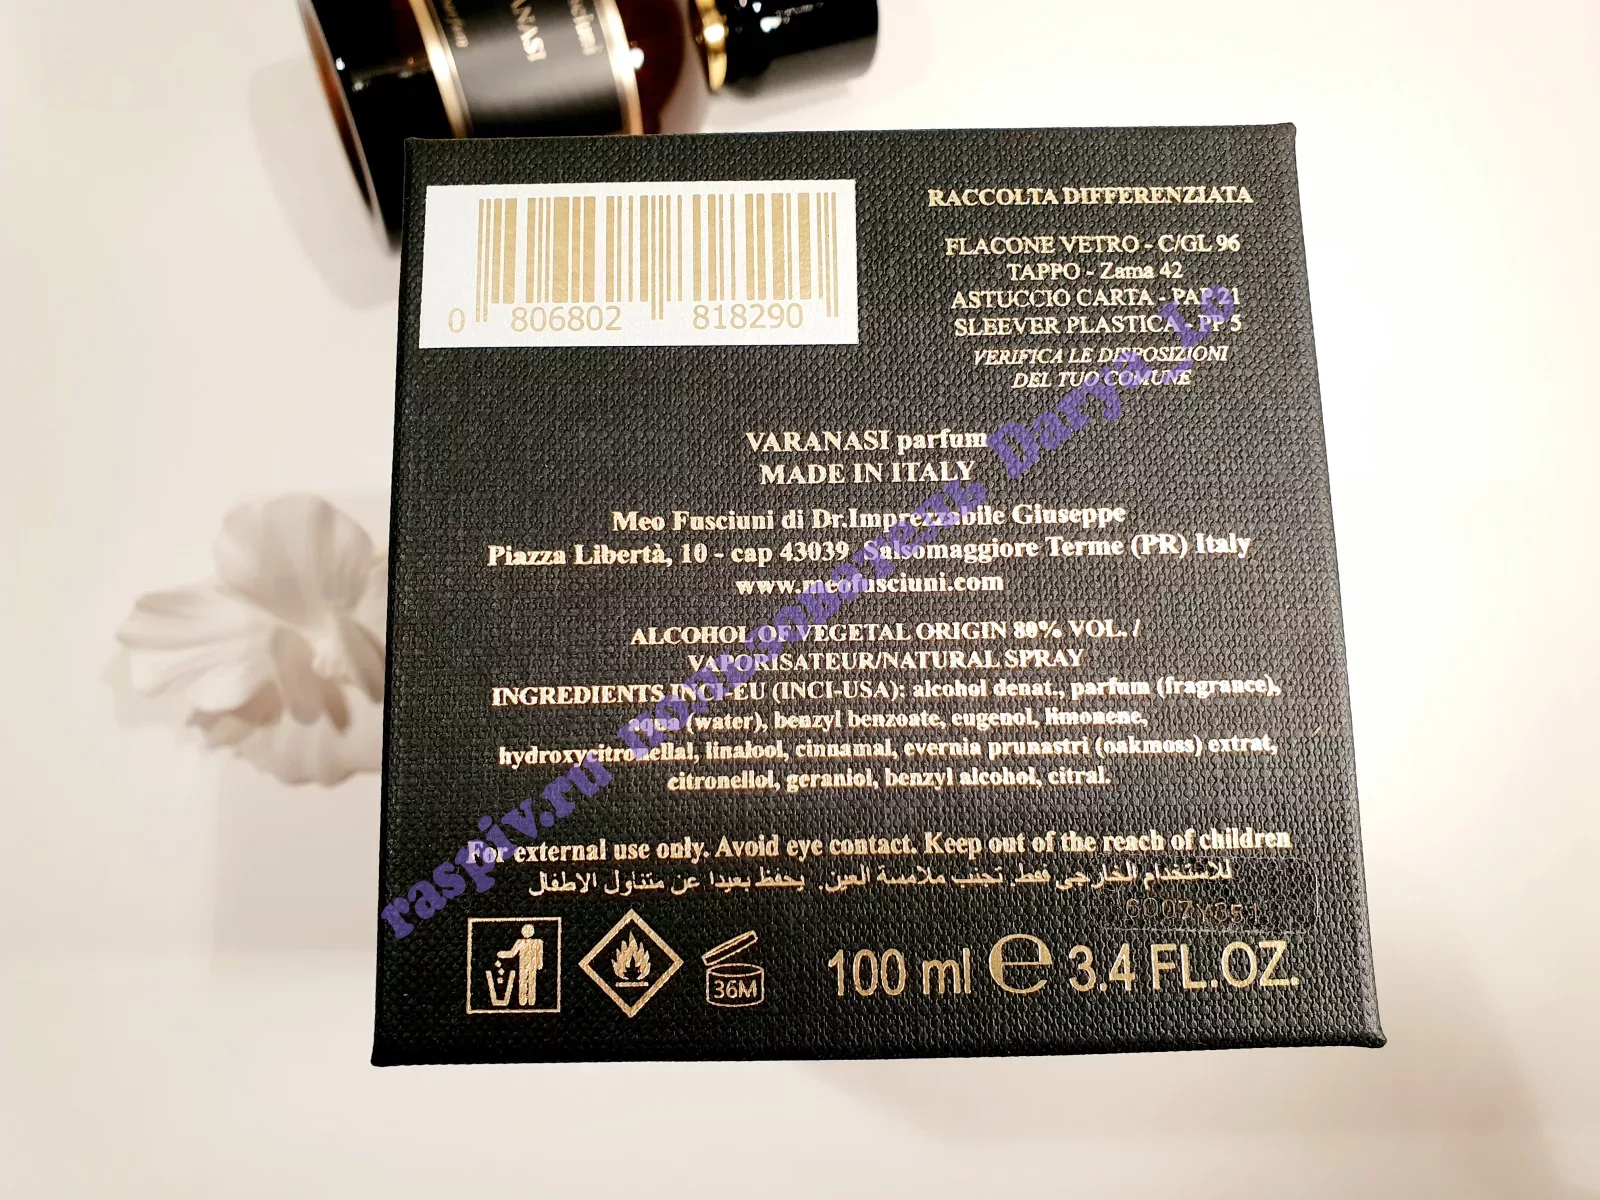 sciuni
ANASI
parfum
0 806802 818290
RACCOLTA DIFFERENZIATA
FLACONE VETRO - C/GL 96
TAPPO - Zama 42
ASTUCCIO CARTA - PAP 21
SLEEVER PLASTICA - PP 5
VERIFICA LE DISPOSIZIONI
DEL TUO COMUNE
VARANASI parfum
MADE IN ITALY
Meo Fusciuni di Dr.Imprezzabile Giuseppe
Piazza Libertà, 10 - cap 43039 Salsomaggiore Terme (PR) Italy
www.meofusciuni.com
ALCOHOL OF VEGETAL ORIGIN 80% VOL. /
VAPORISATEUR/NATURAL SPRAY
INGREDIENTS INCI-EU (INCI-USA): alcohol denat., parfum (fragrance),
aqua (water), benzyl benzoate, eugenol, limonene,
hydroxycitronellal, linalool, cinnamal, evernia prunastri (oakmoss) extrat,
citronellol, geraniol, benzyl alcohol, citral.
For external use only. Avoid eye contact. Keep out of the reach of children
للاستخدام الخارجي فقط. تجنب ملامسة العين. يحفظ بعيدا عن متناول الاطفال
36M
100 ml e 3.4 FL.OZ.
raspiv.ru пользователь Darya_Lo